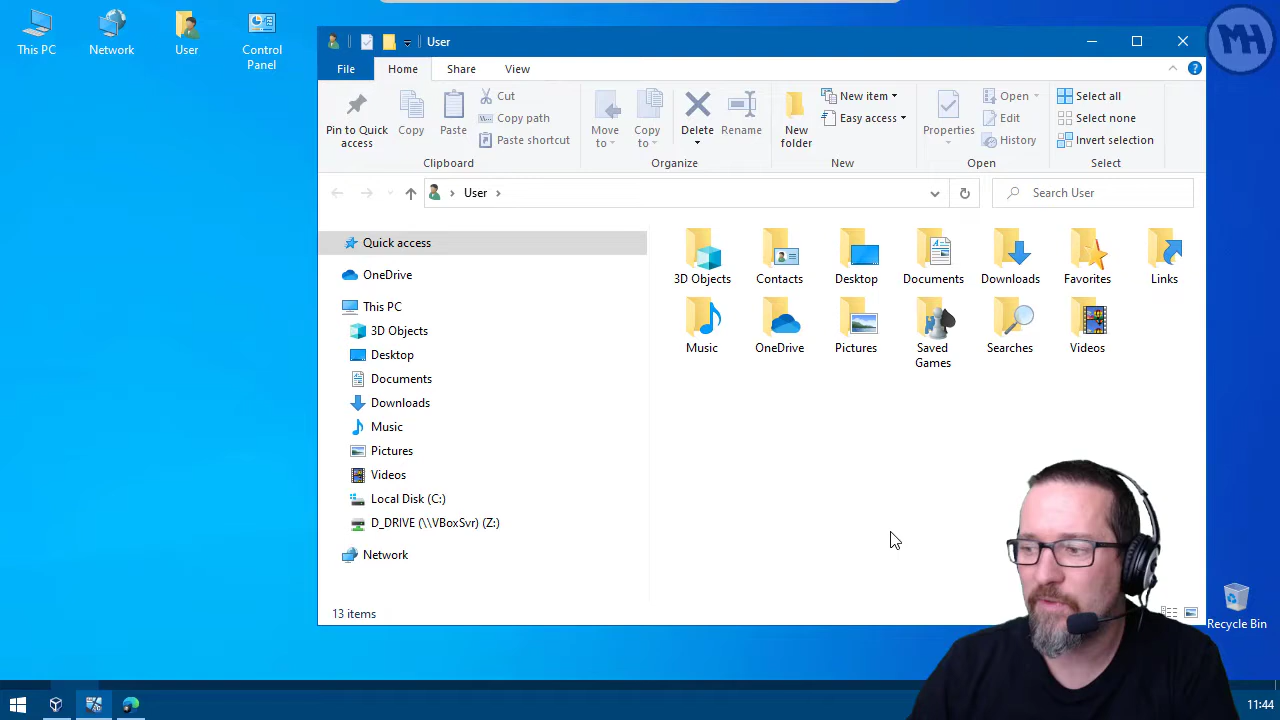 This PC
Network
User
Control
Panel
User
MH
File
Home
Share
View
Pin to Quick
access
Copy
Paste
Cut
Copy path
Paste shortcut
Clipboard
Move
to
Copy
to
Delete
Rename
Organize
New
folder
New item
Easy access
New
Properties
Open
Edit
History
Open
Select all
Select none
Invert selection
Select
User
Search User
Quick access
OneDrive
This PC
3D Objects
Desktop
Documents
Downloads
Music
Pictures
Videos
Local Disk (C:)
D_DRIVE (\\VBoxSvr) (Z:)
Network
3D Objects
Contacts
Desktop
Documents
Downloads
Favorites
Links
Music
OneDrive
Pictures
Saved
Games
Searches
Videos
13 items
Recycle Bin
11:44